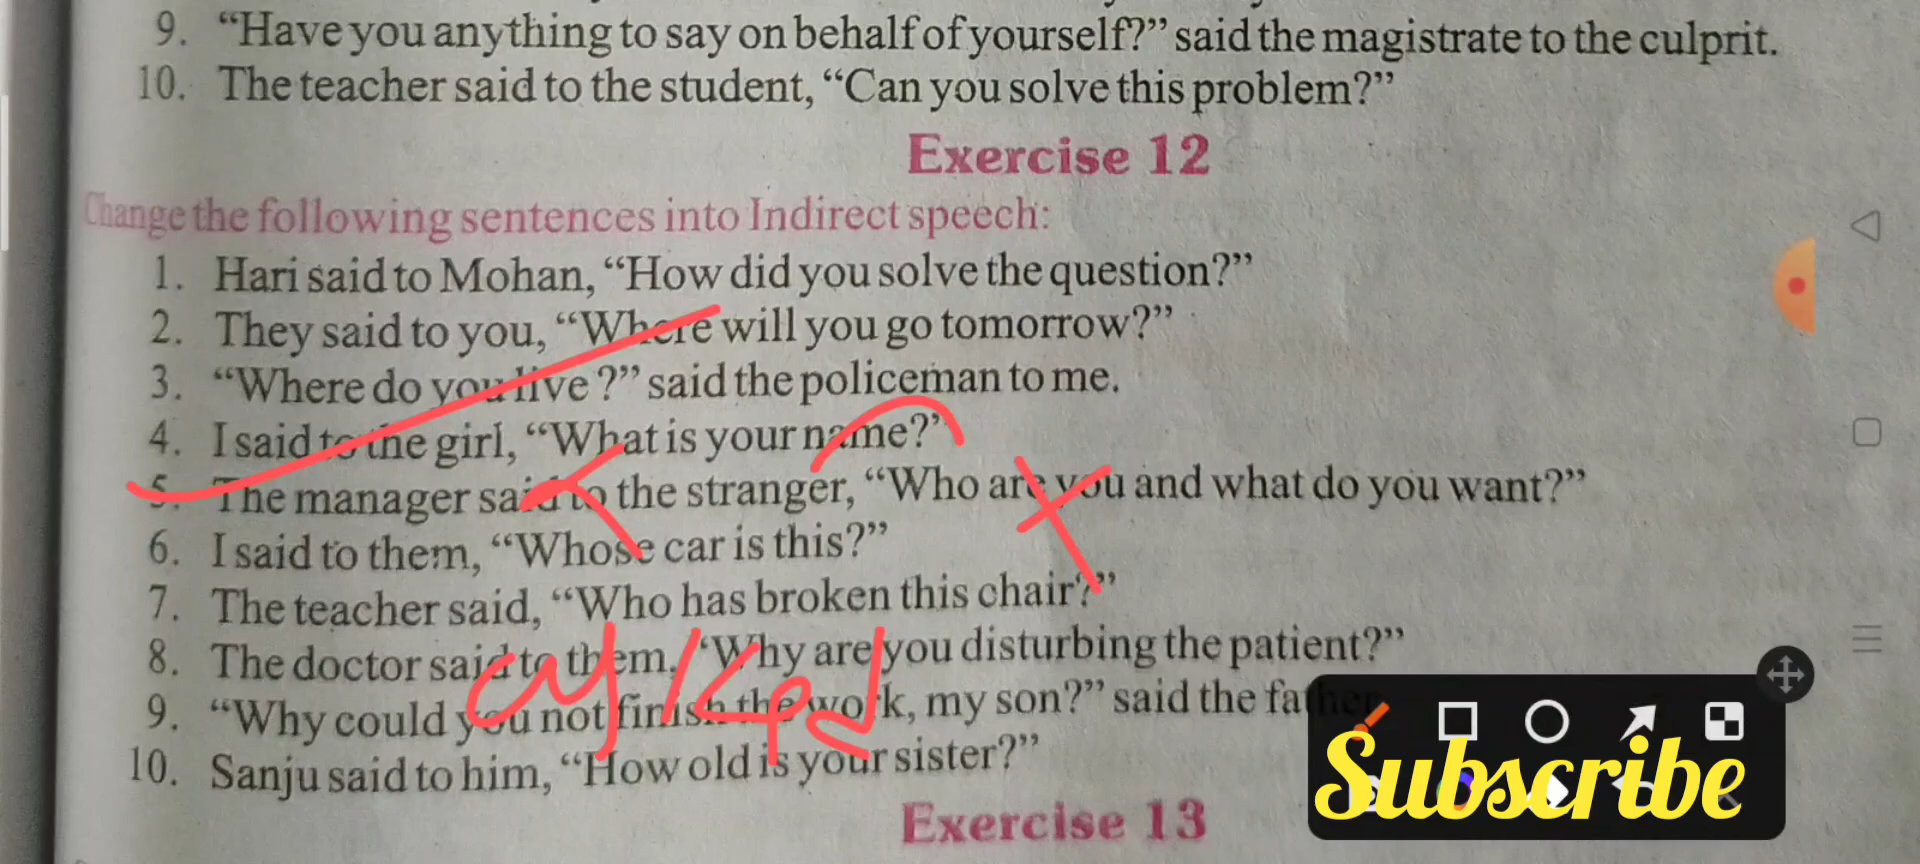 9. “Have you anything to say on behalf of yourself?” said the magistrate to the culprit.
10. The teacher said to the student, “Can you solve this problem?”
Exercise 12
Change the following sentences into Indirect speech:
1. Hari said to Mohan, “How did you solve the question?”
2. They said to you, “Where will you go tomorrow?”
3. “Where do you live ?” said the policeman to me.
4. I said to the girl, “What is your name?”
5. The manager said to the stranger, “Who are you and what do you want?”
6. I said to them, “Whose car is this?”
7. The teacher said, “Who has broken this chair?”
8. The doctor said to them, “Why are you disturbing the patient?”
asked
9. “Why could you not finish the work, my son?” said the father
10. Sanju said to him, “How old is your sister?”
Subscribe
Exercise 13